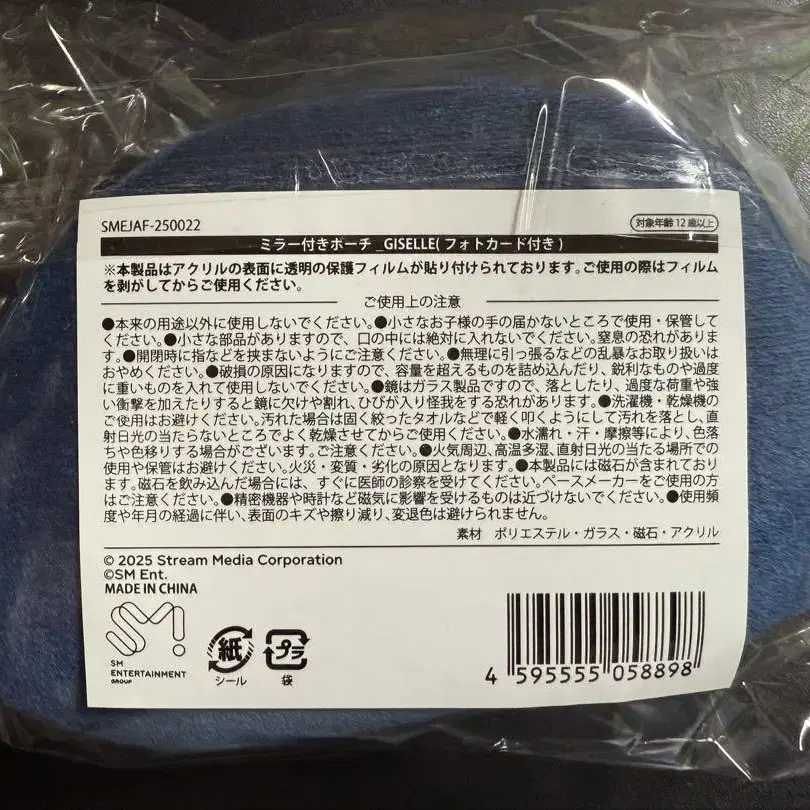 SMEJAF-250022
対象年齢12歳以上
ミラー付きポーチ_GISELLE(フォトカード付き)
※本製品はアクリルの表面に透明の保護フィルムが貼り付けられております。ご使用の際はフィルム
を剥がしてからご使用ください。
ご使用上の注意
●本来の用途以外に使用しないでください。●小さなお子様の手の届かないところで使用・保管して
ください。●小さな部品がありますので、口の中には絶対に入れないでください。窒息の恐れがありま
す。●開閉時に指などを挟まないようにご注意ください。●無理に引っ張るなどの乱暴なお取り扱いは
おやめください。●破損の原因になりますので、容量を超えるものを詰め込んだり、鋭利なものや過度
に重いものを入れて使用しないでください。●鏡はガラス製品ですので、落としたり、過度な荷重や強
い衝撃を加えたりすると鏡に欠けや割れ、ひびが入り怪我をする恐れがあります。●洗濯機・乾燥機の
ご使用はお避けください。汚れた場合は固く絞ったタオルなどで軽く叩くようにして汚れを落とし、直
射日光の当たらないところでよく乾燥させてからご使用ください。●水濡れ・汗・摩擦等により、色落
ちや色移りする場合がございます。ご注意ください。●火気周辺、高温多湿、直射日光の当たる場所での
使用や保管はお避けください。火災・変質・劣化の原因となります。●本製品には磁石が含まれており
ます。磁石を飲み込んだ場合には、すぐに医師の診察を受けてください。ペースメーカーをご使用の方
はご注意ください。●精密機器や時計など磁気に影響を受けるものは近づけないでください。●使用頻
度や年月の経過に伴い、表面のキズや擦り減り、変退色は避けられません。
素材 ポリエステル・ガラス・磁石・アクリル
© 2025 Stream Media Corporation
©SM Ent.
MADE IN CHINA
SM
ENTERTAINMENT
GROUP
紙
シール
プラ
袋
4 595555 058898